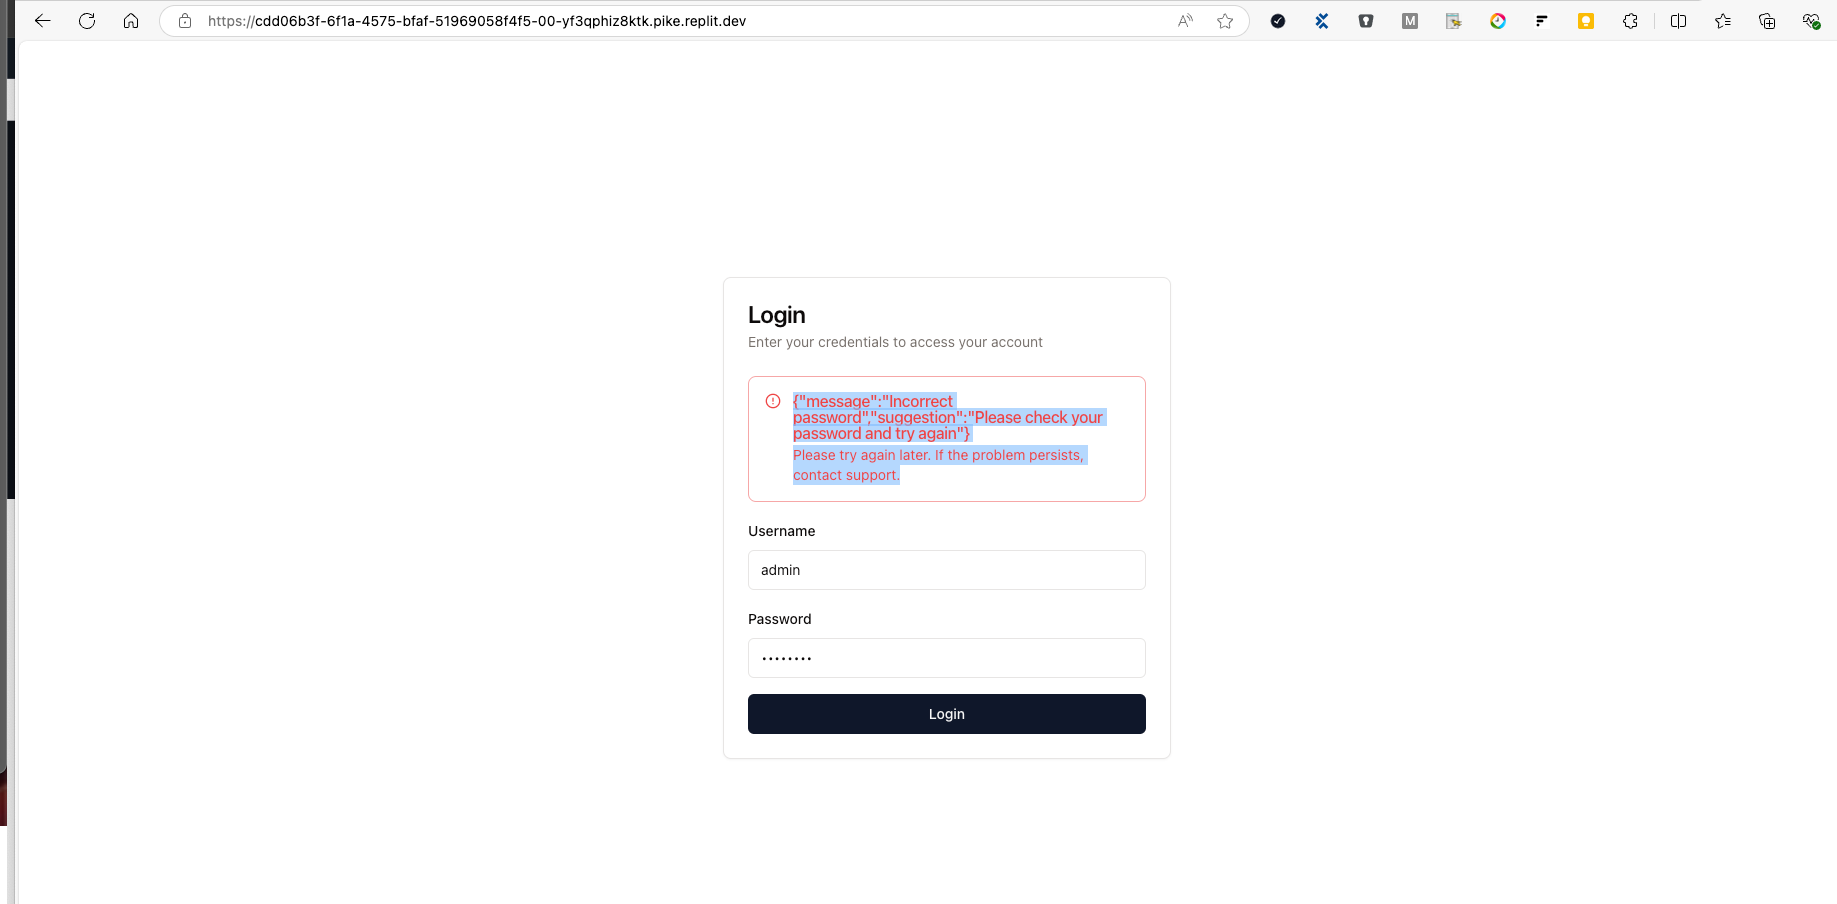 https://cdd06b3f-6f1a-4575-bfaf-51969058f4f5-00-yf3qphiz8ktk.pike.replit.dev
A
M
Login
Enter your credentials to access your account
{"message":"Incorrect
password","suggestion":"Please check your
password and try again"}
Please try again later. If the problem persists,
contact support.
Username
admin
Password
••••••••
Login